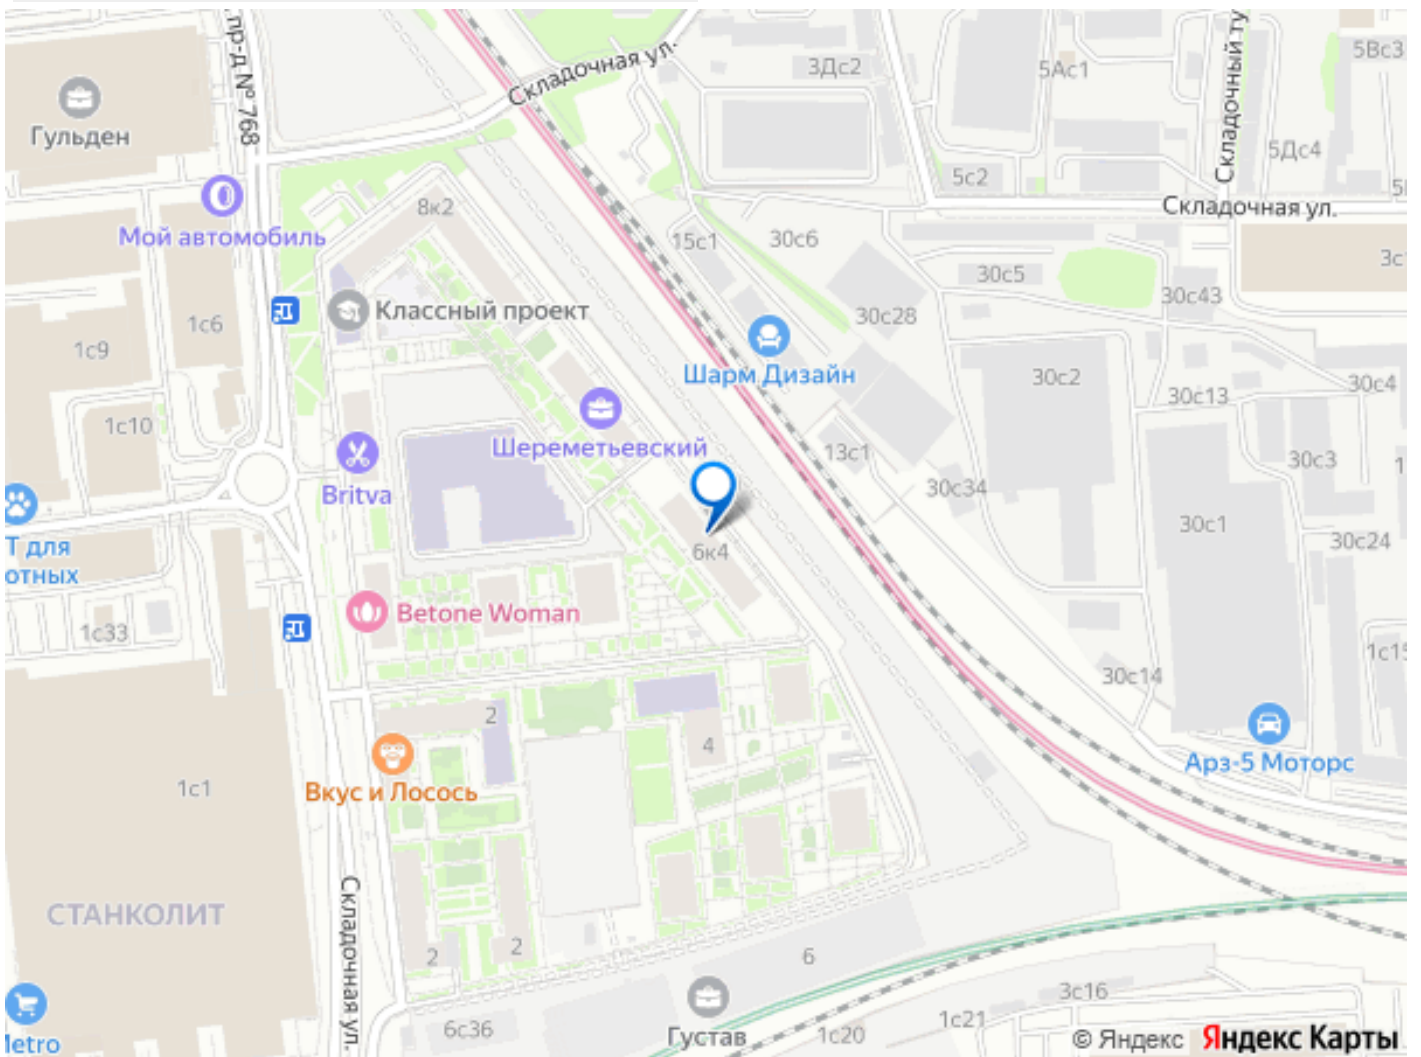 пр-д № 768
Складочная ул.
3Дс2
5Ас1
Складочный ту
5Вс3
Гульден
5Дс4
5с2
8к2
Складочная ул.
Мой автомобиль
15с1
30с6
30с5
30с43
Классный проект
1с6
30с28
1с9
Шарм Дизайн
30с2
30с13
30с4
1с10
Шереметьевский
13с1
30с3
Britva
30с34
30с1
30с24
Т для
отных
6к4
Betone Woman
1с33
1с15
30с14
2
4
Арз-5 Моторс
1с1
Вкус и Лосось
СТАНКОЛИТ
Складочная ул.
2
2
6
3с16
6с36
Густав
1с20
1с21
Metro
© Яндекс Яндекс Карты